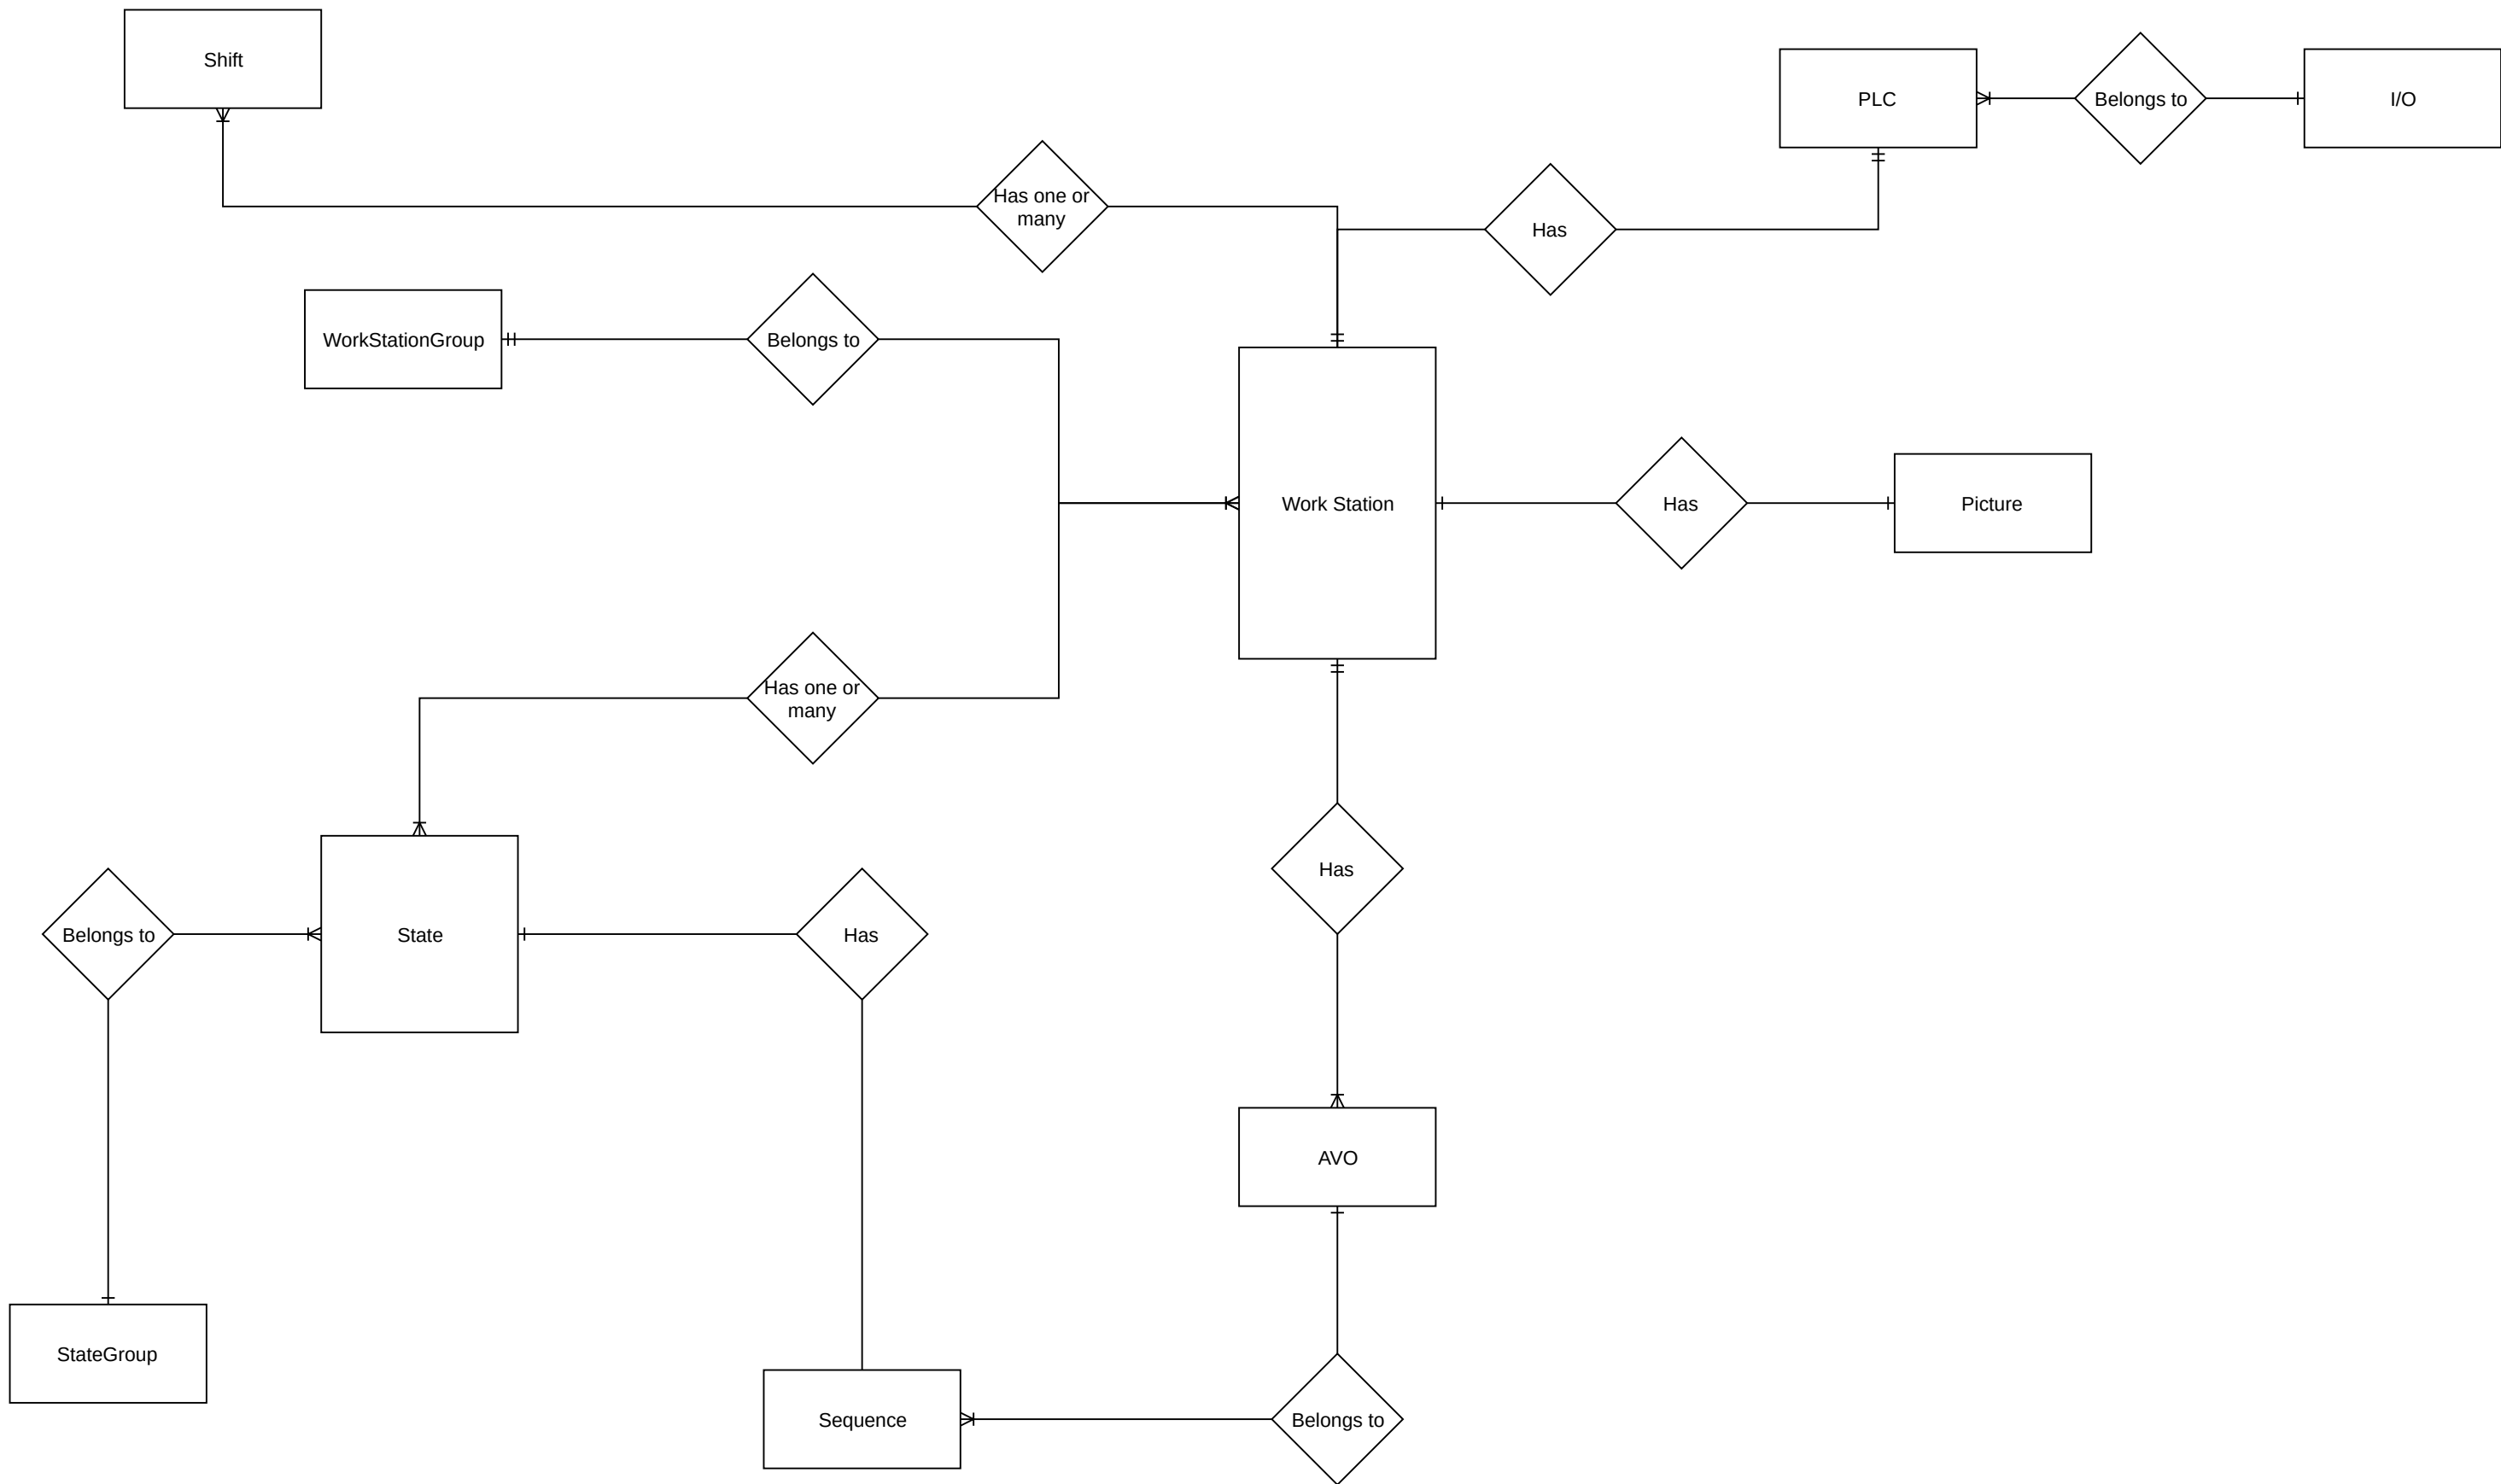 Shift
PLC
Belongs to
I/O
Has one or
many
Has
WorkStationGroup
Belongs to
Work Station
Has
Picture
Has one or
many
Has
Belongs to
State
Has
AVO
StateGroup
Sequence
Belongs to